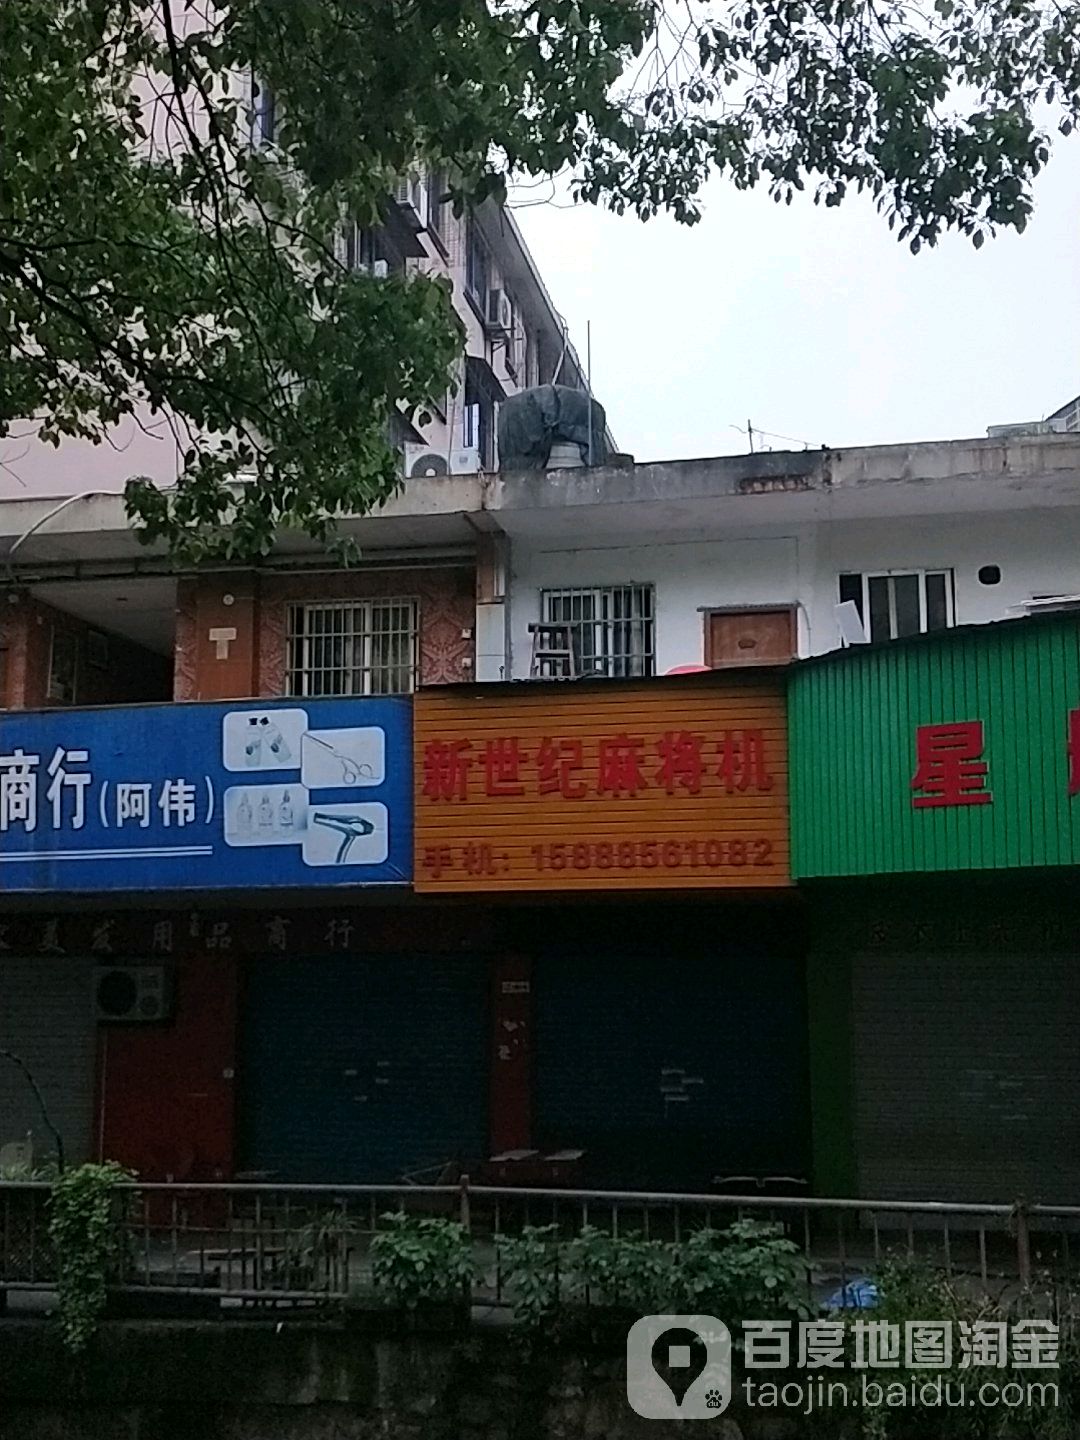 商行(阿伟)
新世纪麻将机
手机：15888561082
星
美发用品商行
百度地图淘金
taojin.baidu.com